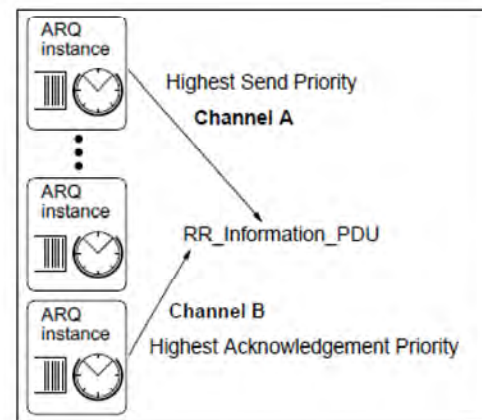 ARQ
instance
Highest Send Priority
Channel A
ARQ
instance
RR_Information_PDU
ARQ
instance
Channel B
Highest Acknowledgement Priority